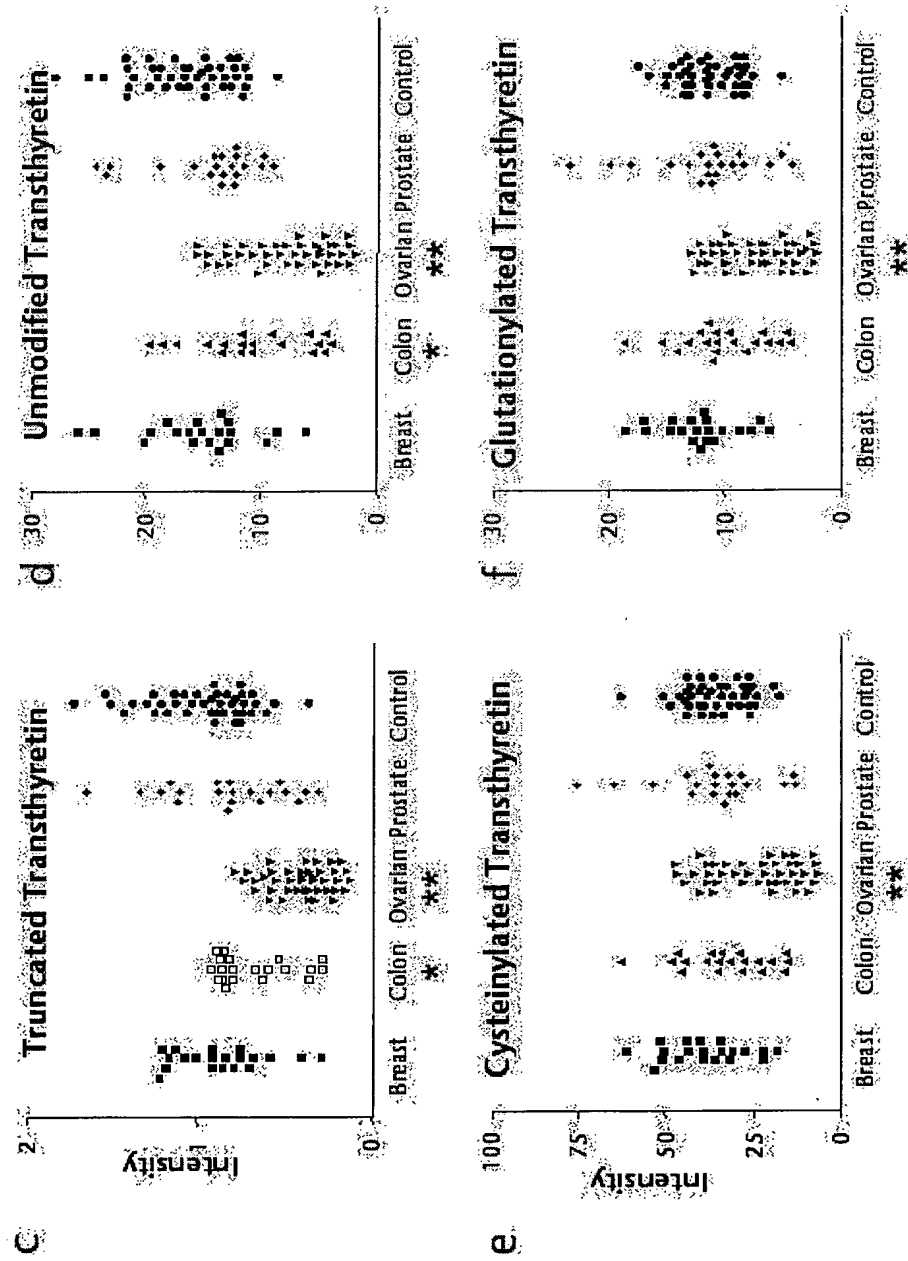 c
Truncated Transthyretin
Intensity
2
1
0
Breast Colon Ovarian Prostate Control
* **
d
Unmodified Transthyretin
30
20
10
0
Breast Colon Ovarian Prostate Control
* **
e
Cysteinylated Transthyretin
Intensity
100
75
50
25
0
Breast Colon Ovarian Prostate Control
**
f
Glutationylated Transthyretin
30
20
10
0
Breast Colon Ovarian Prostate Control
**